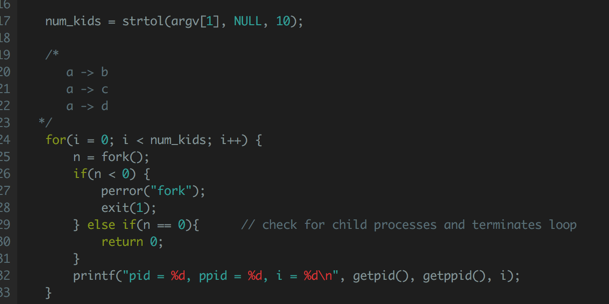 16
17 num_kids = strtol(argv[1], NULL, 10);
18
19 /*
20 a -> b
21 a -> c
22 a -> d
23 */
24 for(i = 0; i < num_kids; i++) {
25 n = fork();
26 if(n < 0) {
27 perror("fork");
28 exit(1);
29 } else if(n == 0){ // check for child processes and terminates loop
30 return 0;
31 }
32 printf("pid = %d, ppid = %d, i = %d\n", getpid(), getppid(), i);
33 }